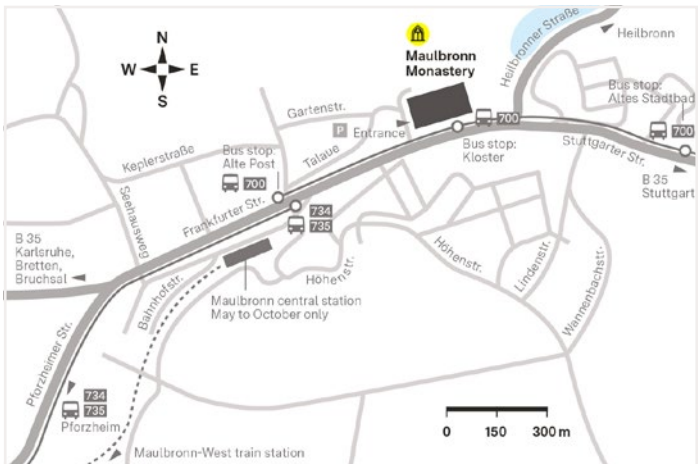 N
W
E
S
Maulbronn
Monastery
Heilbronner Straße
Heilbronn
Bus stop:
Altes Stadtbad
700
Gartenstr.
P
Entrance
Talaue
700
Bus stop:
Kloster
Stuttgarter Str.
B 35
Stuttgart
Keplerstraße
Bus stop:
Alte Post
700
Seehausweg
Frankfurter Str.
734
735
B 35
Karlsruhe,
Bretten,
Bruchsal
Bahnhofstr.
Höhenstr.
Höhenstr.
Lindenstr.
Wannenbachstr.
Maulbronn central station
May to October only
Pforzheimer Str.
734
735
Pforzheim
Maulbronn-West train station
0 150 300 m